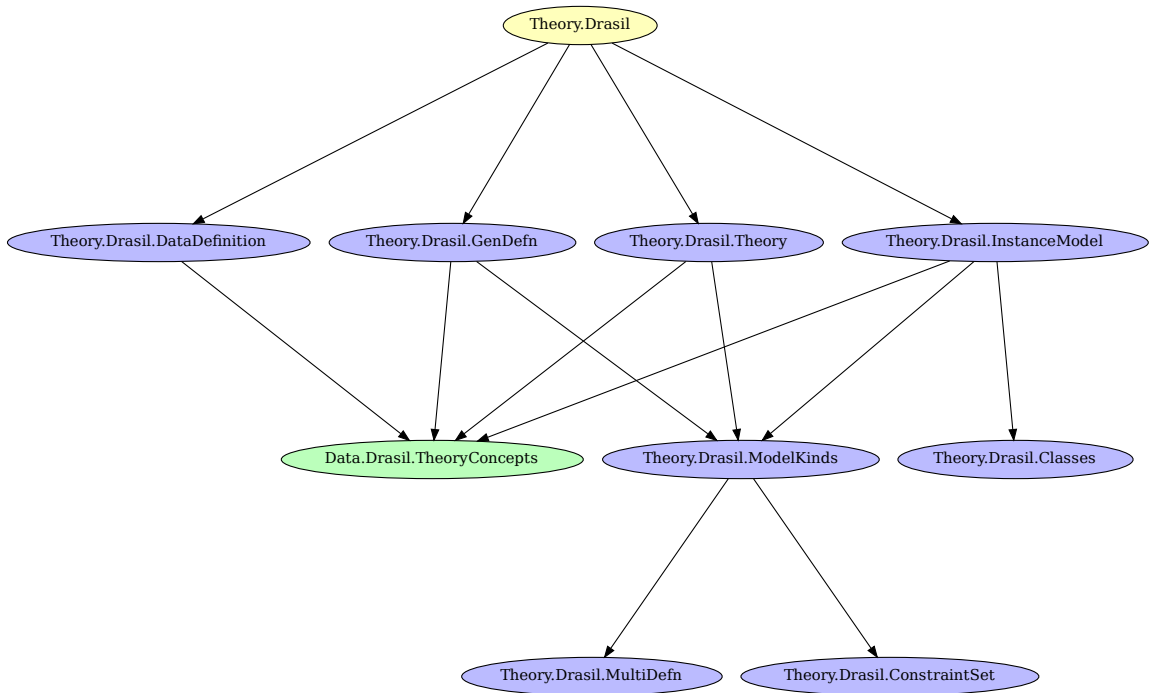 Theory.Drasil
Theory.Drasil.DataDefinition
Theory.Drasil.GenDefn
Theory.Drasil.Theory
Theory.Drasil.InstanceModel
Data.Drasil.TheoryConcepts
Theory.Drasil.ModelKinds
Theory.Drasil.Classes
Theory.Drasil.MultiDefn
Theory.Drasil.ConstraintSet